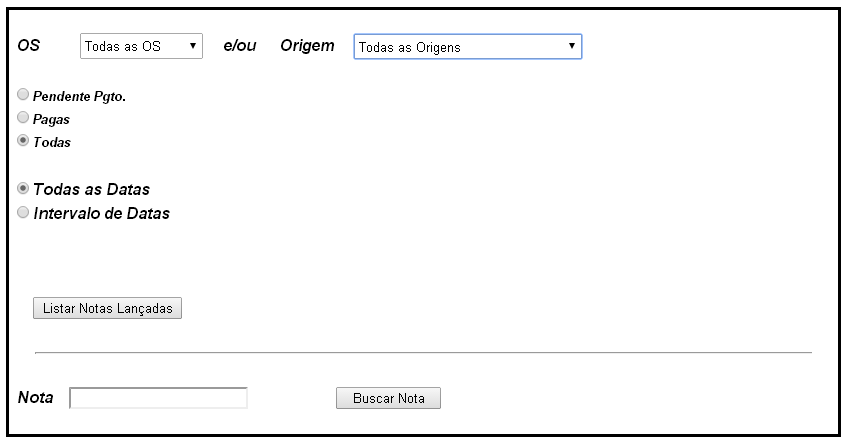 OS Todas as OS e/ou Origem Todas as Origens
Pendente Pgto.
Pagas
Todas
Todas as Datas
Intervalo de Datas
Listar Notas Lançadas
Nota Buscar Nota